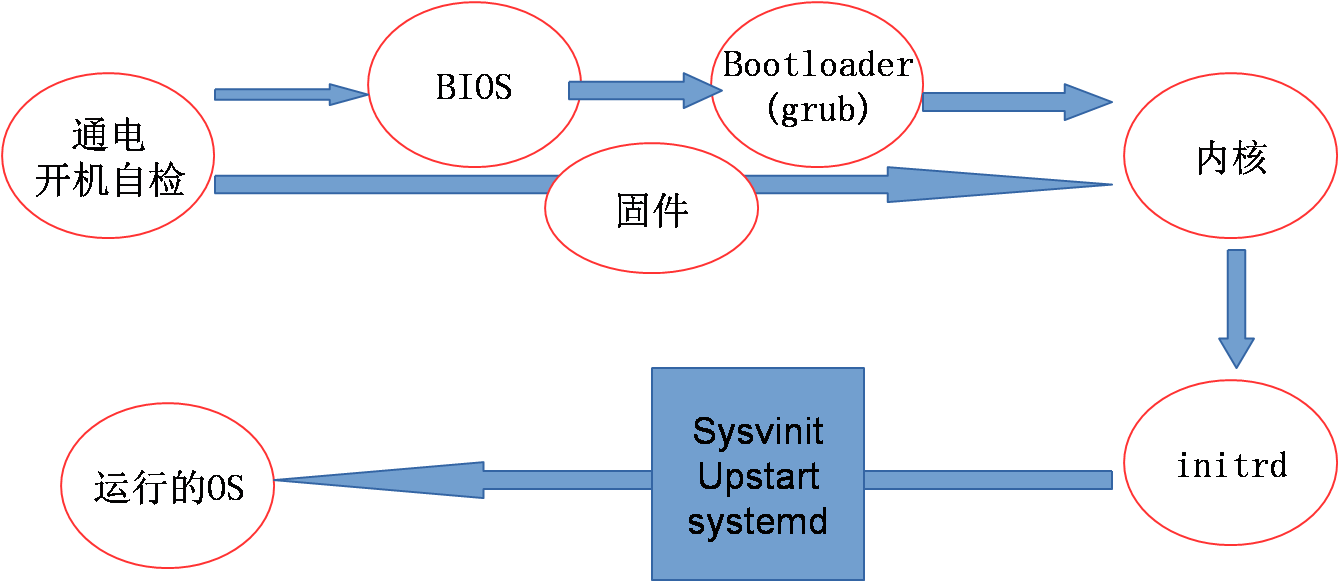 通电
开机自检
BIOS
Bootloader
(grub)
固件
内核
initrd
Sysvinit
Upstart
systemd
运行的OS